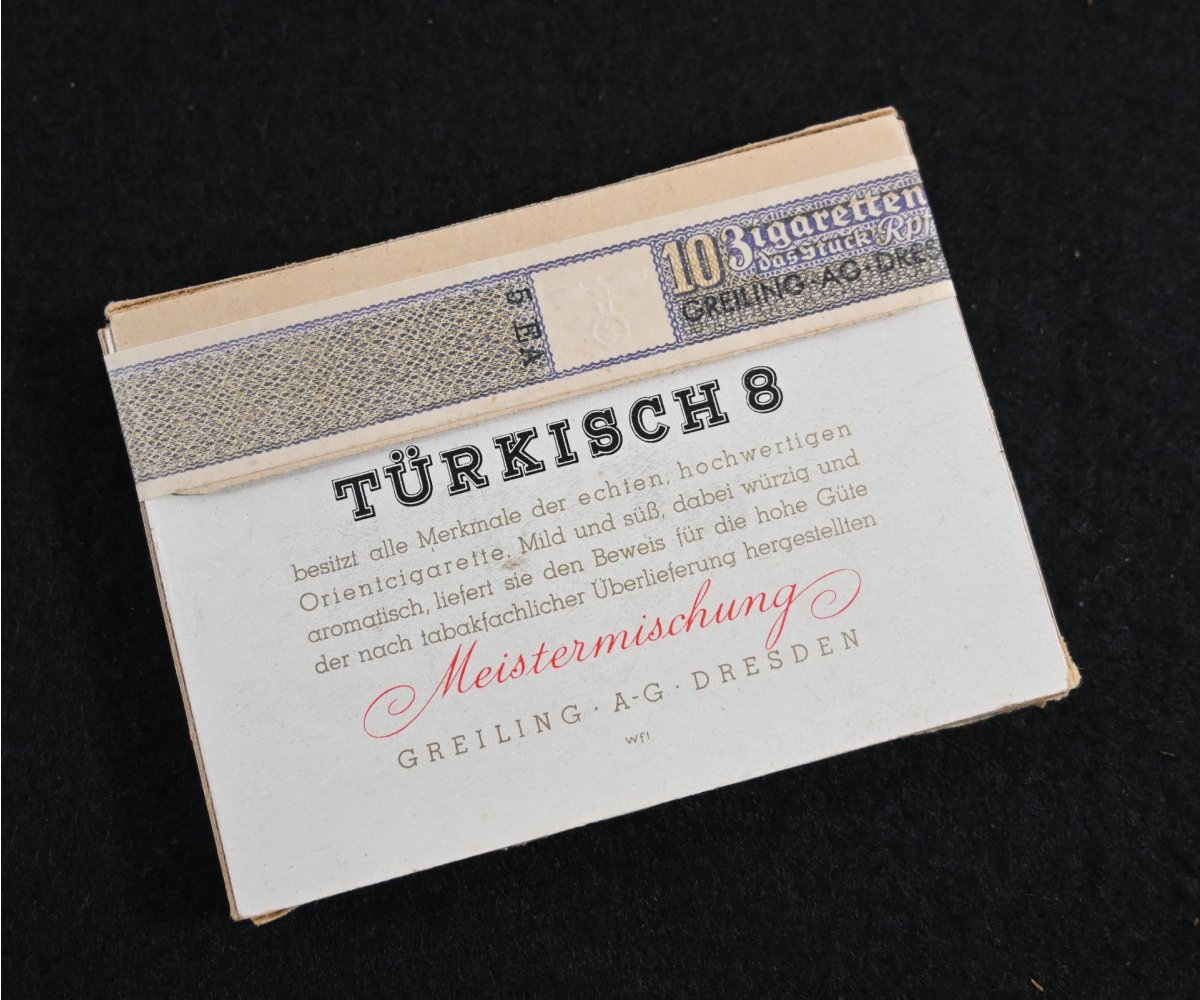 10 Zigaretten
das Stück Rpf
GREILING-AG-DRES
5 EA
TÜRKISCH 8
besitzt alle Merkmale der echten, hochwertigen
Orientcigarette. Mild und süß, dabei würzig und
aromatisch, liefert sie den Beweis für die hohe Güte
der nach tabakfachlicher Überlieferung hergestellten
Meistermischung
GREILING · A-G · DRESDEN
wfl